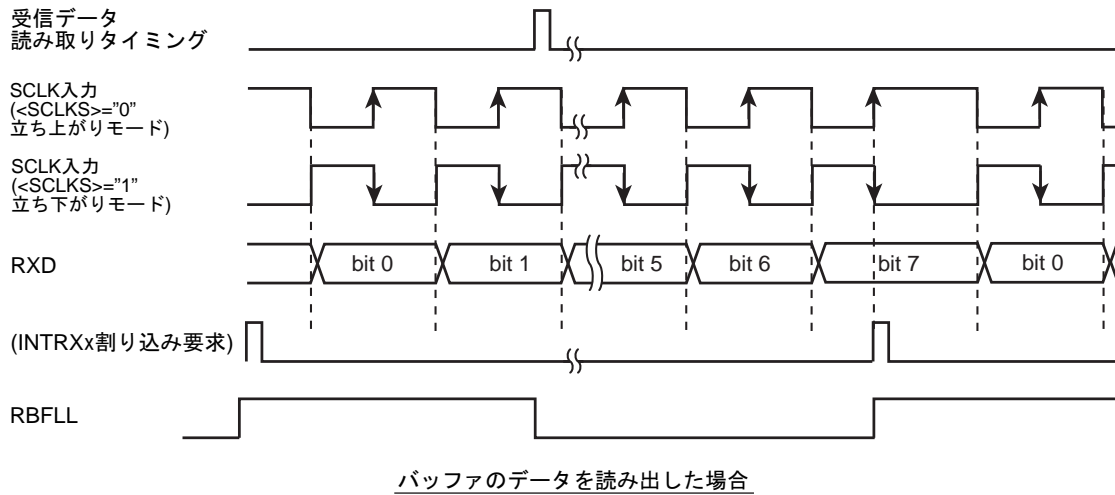 受信データ
読み取りタイミング
SCLK入力
(<SCLKS>="0"
立ち上がりモード)
SCLK入力
(<SCLKS>="1"
立ち下がりモード)
RXD
bit 0
bit 1
bit 5
bit 6
bit 7
bit 0
(INTRXx割り込み要求)
RBFLL
バッファのデータを読み出した場合